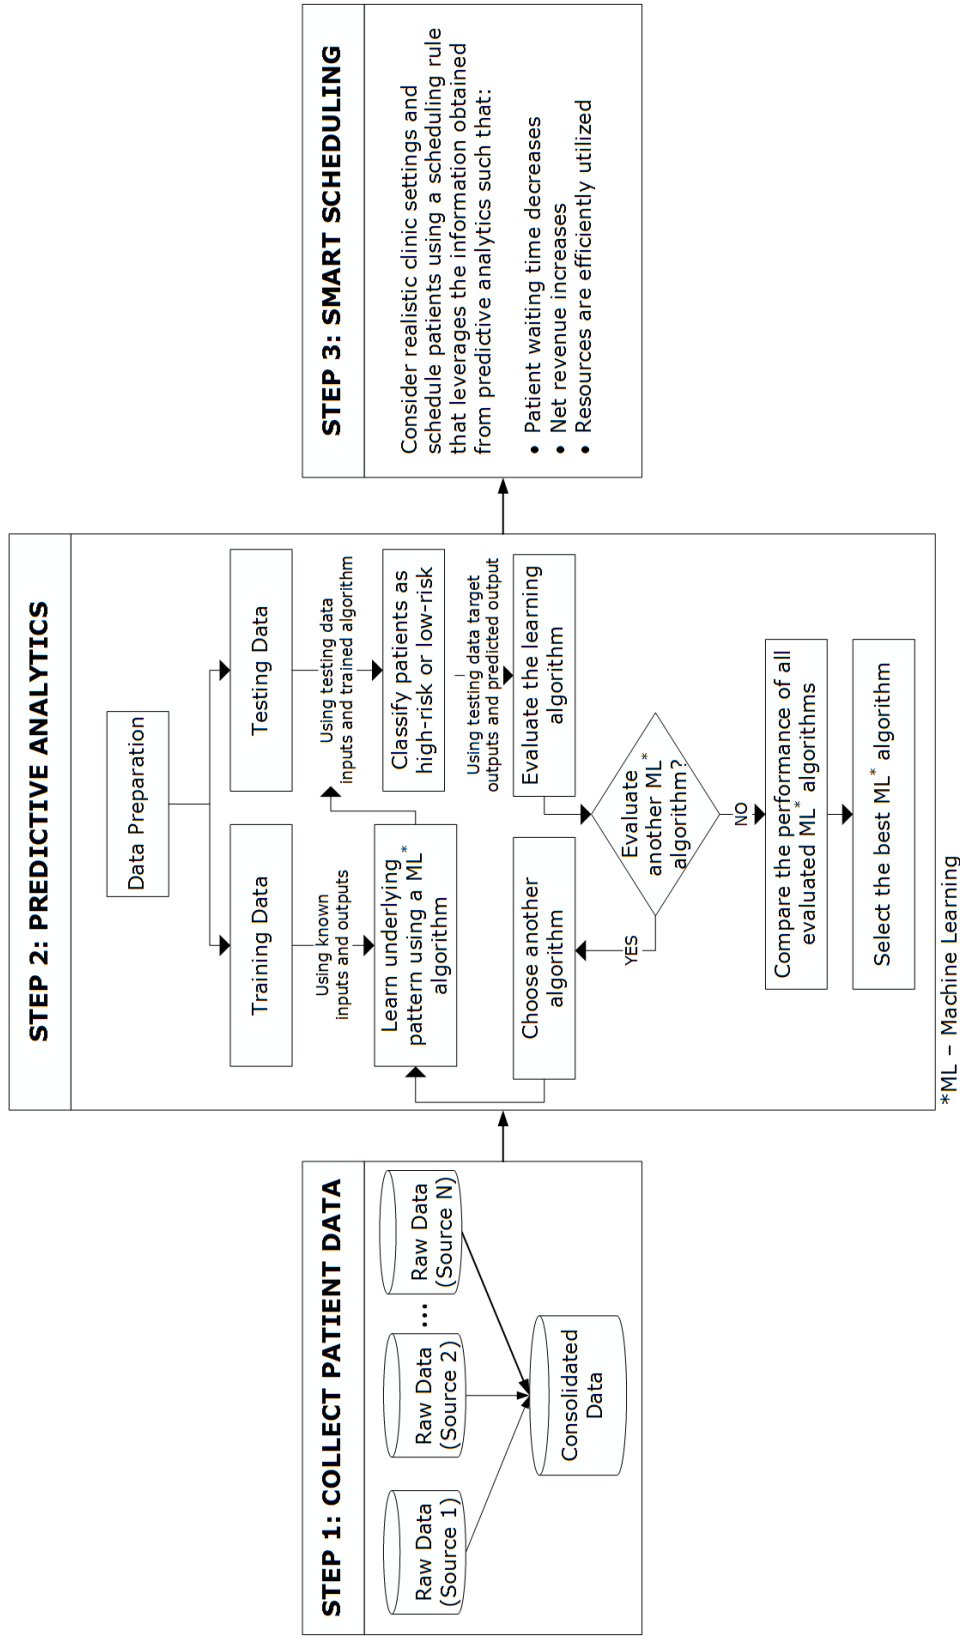 STEP 1: COLLECT PATIENT DATA
Raw Data
(Source 1)
Raw Data
(Source 2)
...
Raw Data
(Source N)
Consolidated
Data
STEP 2: PREDICTIVE ANALYTICS
Data Preparation
Training Data
Testing Data
Using known
inputs and outputs
Using testing data
inputs and trained algorithm
Learn underlying
pattern using a ML*
algorithm
Classify patients as
high-risk or low-risk
Using testing data target
outputs and predicted output
Choose another
algorithm
Evaluate the learning
algorithm
YES
Evaluate
another ML*
algorithm?
NO
Compare the performance of all
evaluated ML* algorithms
Select the best ML* algorithm
*ML – Machine Learning
STEP 3: SMART SCHEDULING
Consider realistic clinic settings and
schedule patients using a scheduling rule
that leverages the information obtained
from predictive analytics such that:
• Patient waiting time decreases
• Net revenue increases
• Resources are efficiently utilized